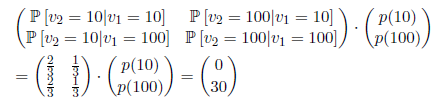 ( ℙ [v₂ = 10|v₁ = 10] ℙ [v₂ = 100|v₁ = 10] ) · ( p(10) )
( ℙ [v₂ = 10|v₁ = 100] ℙ [v₂ = 100|v₁ = 100] ) ( p(100) )
= ( 2/3 1/3 ) · ( p(10) ) = ( 0 )
( 2/3 1/3 ) ( p(100) ) ( 30 )